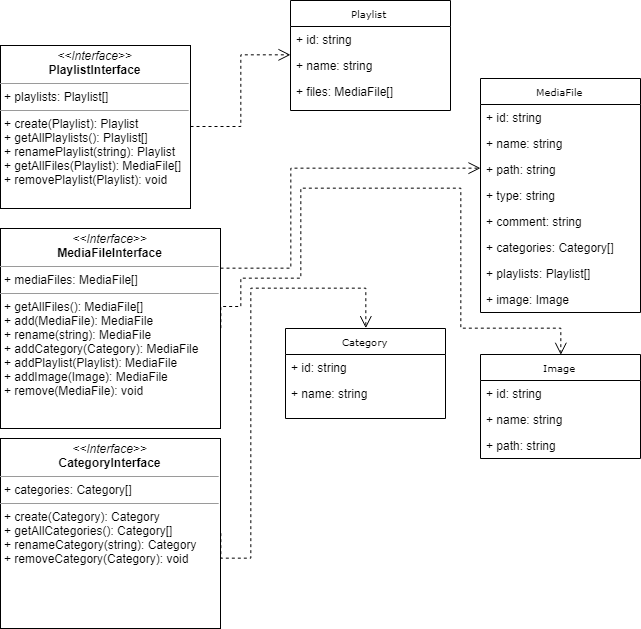 <<Interface>>
PlaylistInterface
+ playlists: Playlist[]
+ create(Playlist): Playlist
+ getAllPlaylists(): Playlist[]
+ renamePlaylist(string): Playlist
+ getAllFiles(Playlist): MediaFile[]
+ removePlaylist(Playlist): void
Playlist
+ id: string
+ name: string
+ files: MediaFile[]
MediaFile
+ id: string
+ name: string
+ path: string
+ type: string
+ comment: string
+ categories: Category[]
+ playlists: Playlist[]
+ image: Image
<<Interface>>
MediaFileInterface
+ mediaFiles: MediaFile[]
+ getAllFiles(): MediaFile[]
+ add(MediaFile): MediaFile
+ rename(string): MediaFile
+ addCategory(Category): MediaFile
+ addPlaylist(Playlist): MediaFile
+ addImage(Image): MediaFile
+ remove(MediaFile): void
Category
+ id: string
+ name: string
Image
+ id: string
+ name: string
+ path: string
<<Interface>>
CategoryInterface
+ categories: Category[]
+ create(Category): Category
+ getAllCategories(): Category[]
+ renameCategory(string): Category
+ removeCategory(Category): void